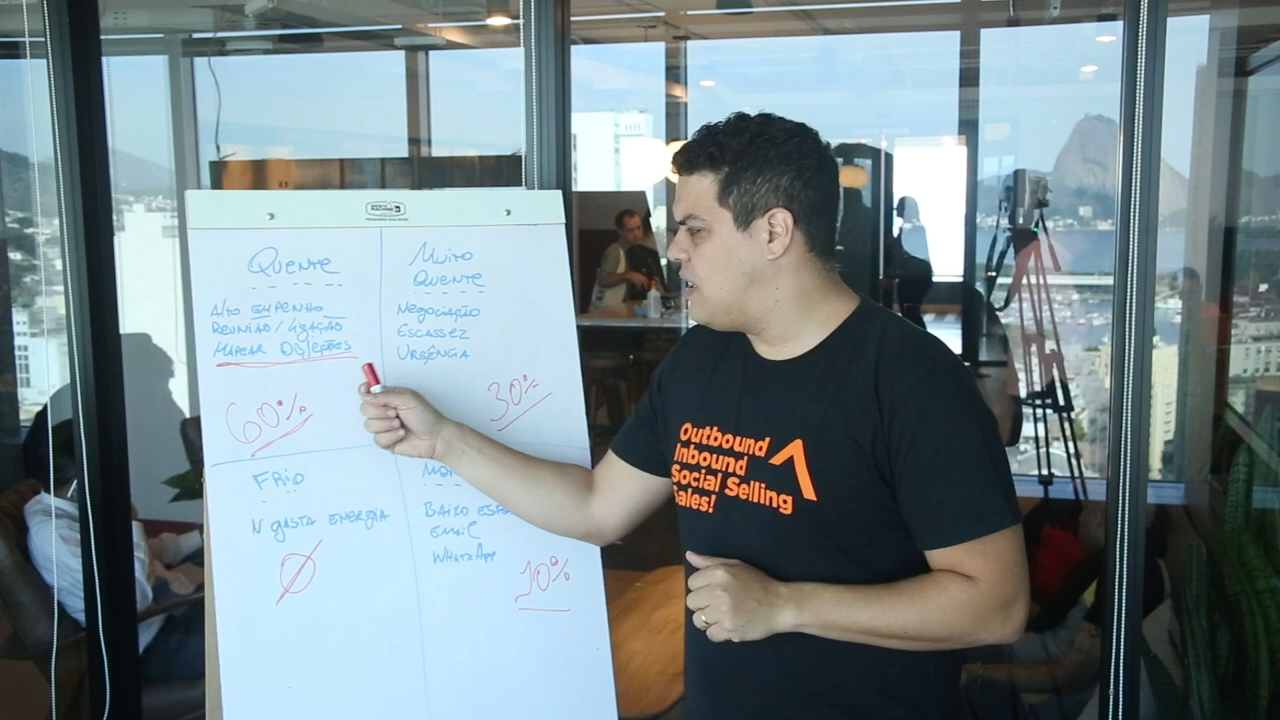 Quente
Alto Empenho
Reunião/Ligação
Mapear Objeções
60%
Muito
Quente
Negociação
Escassez
Urgência
30%
Frio
N gasta energia
Ø
Baixo
Email
WhatsApp
10%
Outbound
Inbound
Social Selling
Sales!